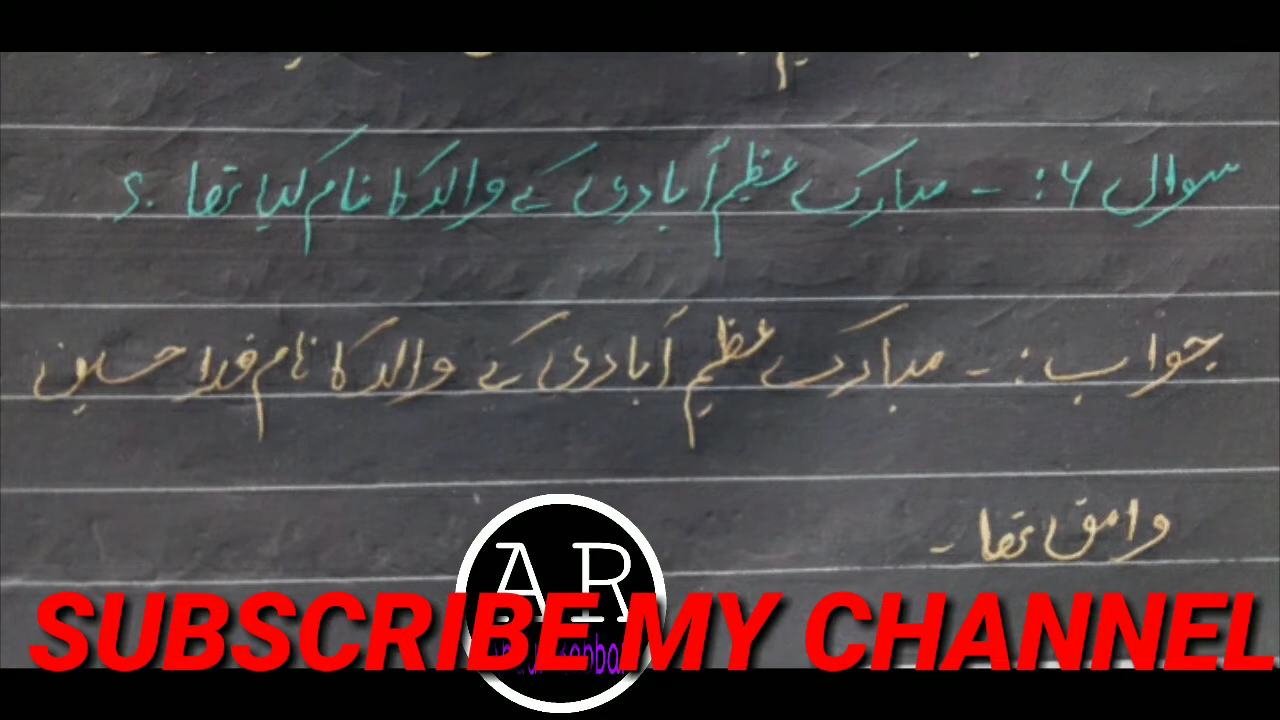 سوال ۶: ۔ مبارک عظیم آبادی کے والد کا نام کیا تھا ؟
جواب : ۔ مبارک عظیم آبادی کے والد کا نام فدا حسین
وامق تھا ۔
AR
SUBSCRIBE MY CHANNEL